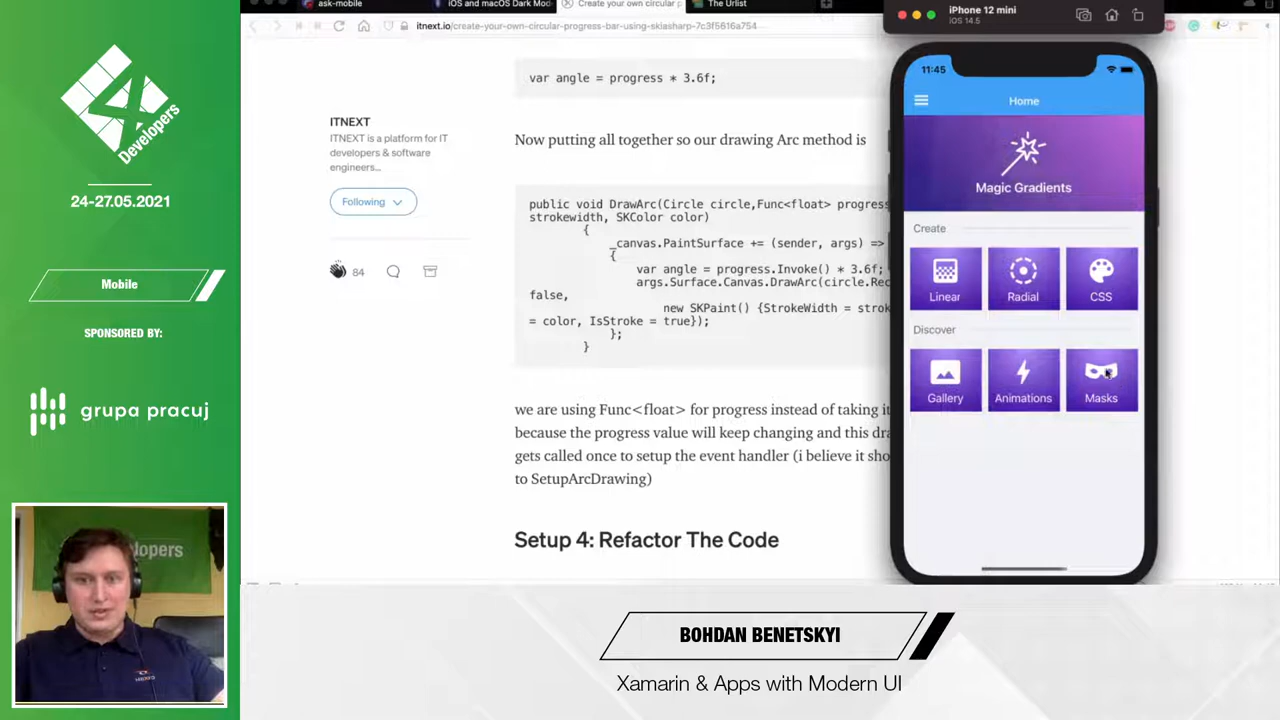 4
Developers
24-27.05.2021
Mobile
SPONSORED BY:
grupa pracuj
elopers
ask-mobile
iOS and macOS Dark Mod
Create your own circular p
The Urlist
itnext.io/create-your-own-circular-progress-bar-using-skiasharp-7c3f5616a754
ITNEXT
ITNEXT is a platform for IT
developers & software
engineers...
Following
84
var angle = progress * 3.6f;
Now putting all together so our drawing Arc method is
public void DrawArc(Circle circle,Func<float> progres
strokewidth, SKColor color)
{
_canvas.PaintSurface += (sender, args) =>
{
var angle = progress.Invoke() * 3.6f;
args.Surface.Canvas.DrawArc(circle.Rec
false,
new SKPaint() {StrokeWidth = strok
= color, IsStroke = true});
};
}
we are using Func<float> for progress instead of taking it
because the progress value will keep changing and this dra
gets called once to setup the event handler (i believe it sho
to SetupArcDrawing)
Setup 4: Refactor The Code
iPhone 12 mini
iOS 14.5
11:45
Home
Magic Gradients
Create
Linear
Radial
CSS
Discover
Gallery
Animations
Masks
BOHDAN BENETSKYI
Xamarin & Apps with Modern UI